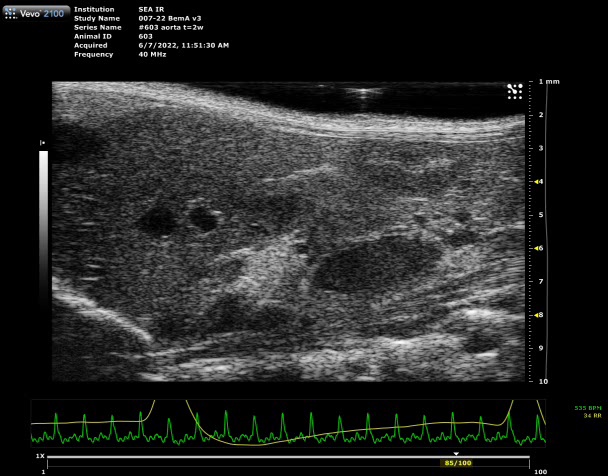 Vevo 2100
Institution SEA IR
Study Name 007-22 BemA v3
Series Name #603 aorta t=2w
Animal ID 603
Acquired 6/7/2022, 11:51:30 AM
Frequency 40 MHz
1 mm
2
3
4
5
6
7
8
9
10
535 BPM
34 RR
1X
85/100
1
100